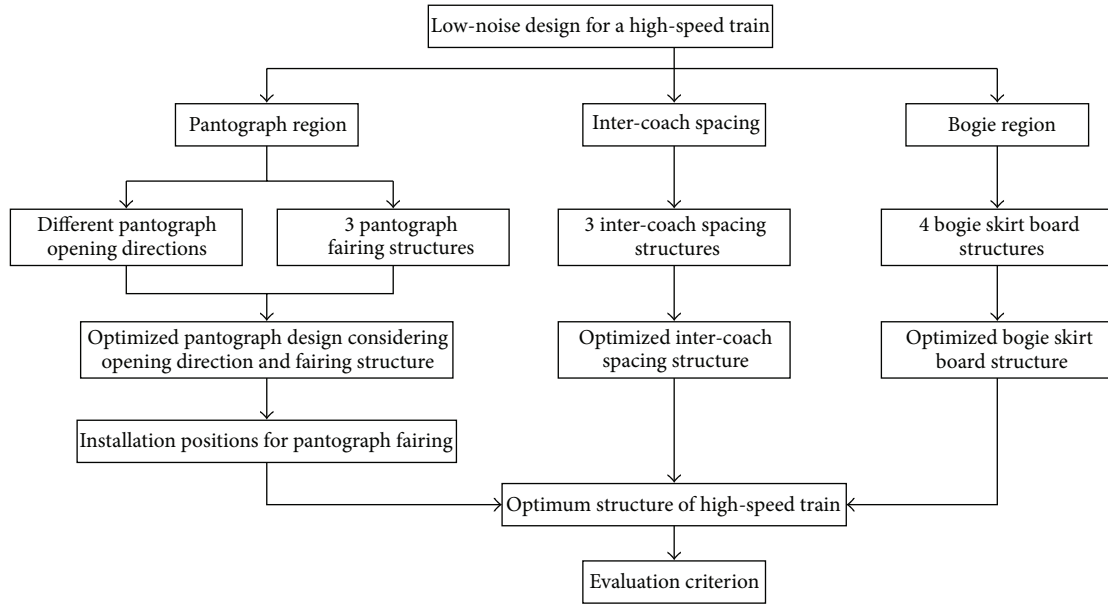 Low-noise design for a high-speed train
Pantograph region
Inter-coach spacing
Bogie region
Different pantograph
opening directions
3 pantograph
fairing structures
3 inter-coach spacing
structures
4 bogie skirt board
structures
Optimized pantograph design considering
opening direction and fairing structure
Optimized inter-coach
spacing structure
Optimized bogie skirt
board structure
Installation positions for pantograph fairing
Optimum structure of high-speed train
Evaluation criterion